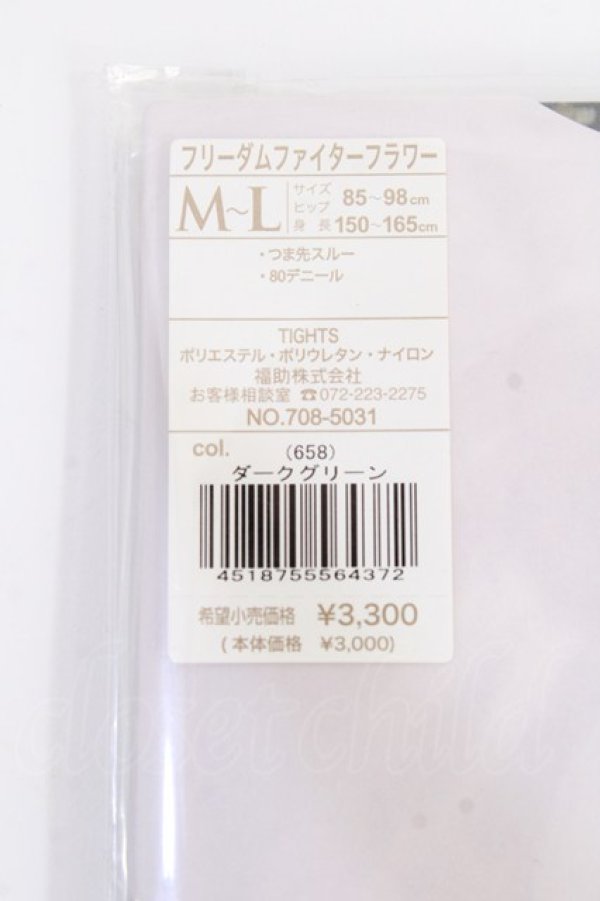 フリーダムファイターフラワー
M~L サイズ
ヒップ 85~98cm
身長 150~165cm
・つま先スルー
・80デニール
TIGHTS
ポリエステル・ポリウレタン・ナイロン
福助株式会社
お客様相談室 ☎072-223-2275
NO.708-5031
col. (658)
ダークグリーン
4518755564372
希望小売価格 ¥3,300
(本体価格 ¥3,000)
closet child